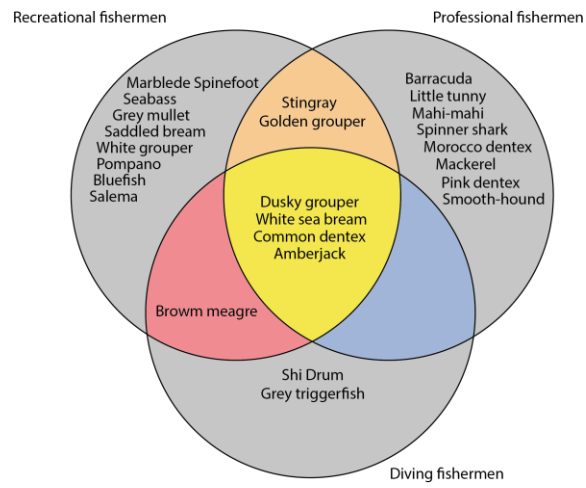 Recreational fishermen
Professional fishermen
Marblede Spinefoot
Seabass
Grey mullet
Saddled bream
White grouper
Pompano
Bluefish
Salema
Stingray
Golden grouper
Barracuda
Little tunny
Mahi-mahi
Spinner shark
Morocco dentex
Mackerel
Pink dentex
Smooth-hound
Dusky grouper
White sea bream
Common dentex
Amberjack
Browm meagre
Shi Drum
Grey triggerfish
Diving fishermen